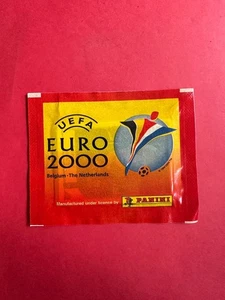 UEFA
EURO
2000
Belgium - The Netherlands
Manufactured under licence by
PANINI